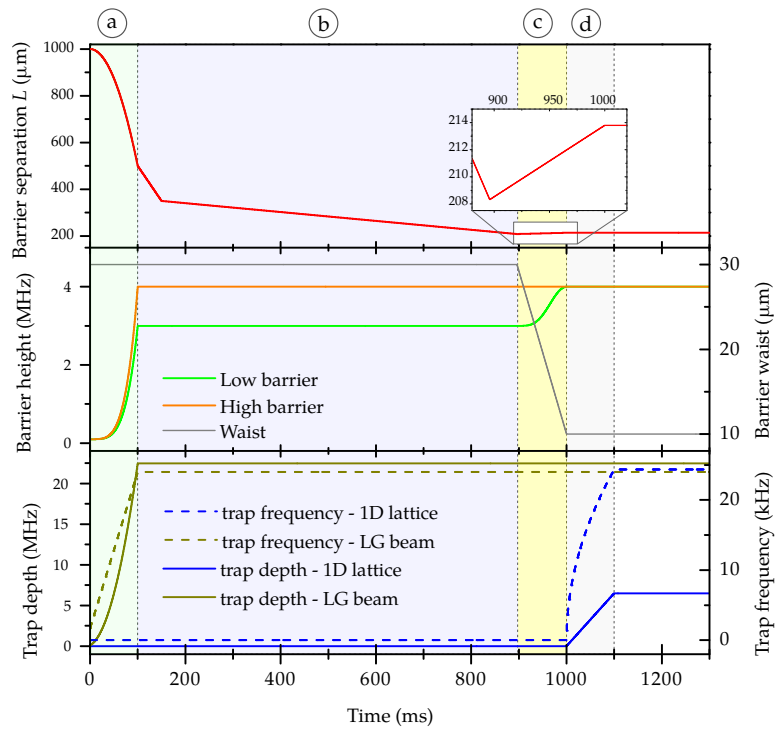 a b c d
Barrier separation L (µm)
1000
800
600
400
200
900 950 1000
214
212
210
208
Barrier height (MHz)
4
2
0
Low barrier
High barrier
Waist
30
20
10
Barrier waist (µm)
Trap depth (MHz)
20
15
10
5
0
trap frequency - 1D lattice
trap frequency - LG beam
trap depth - 1D lattice
trap depth - LG beam
20
10
0
Trap frequency (kHz)
0 200 400 600 800 1000 1200
Time (ms)